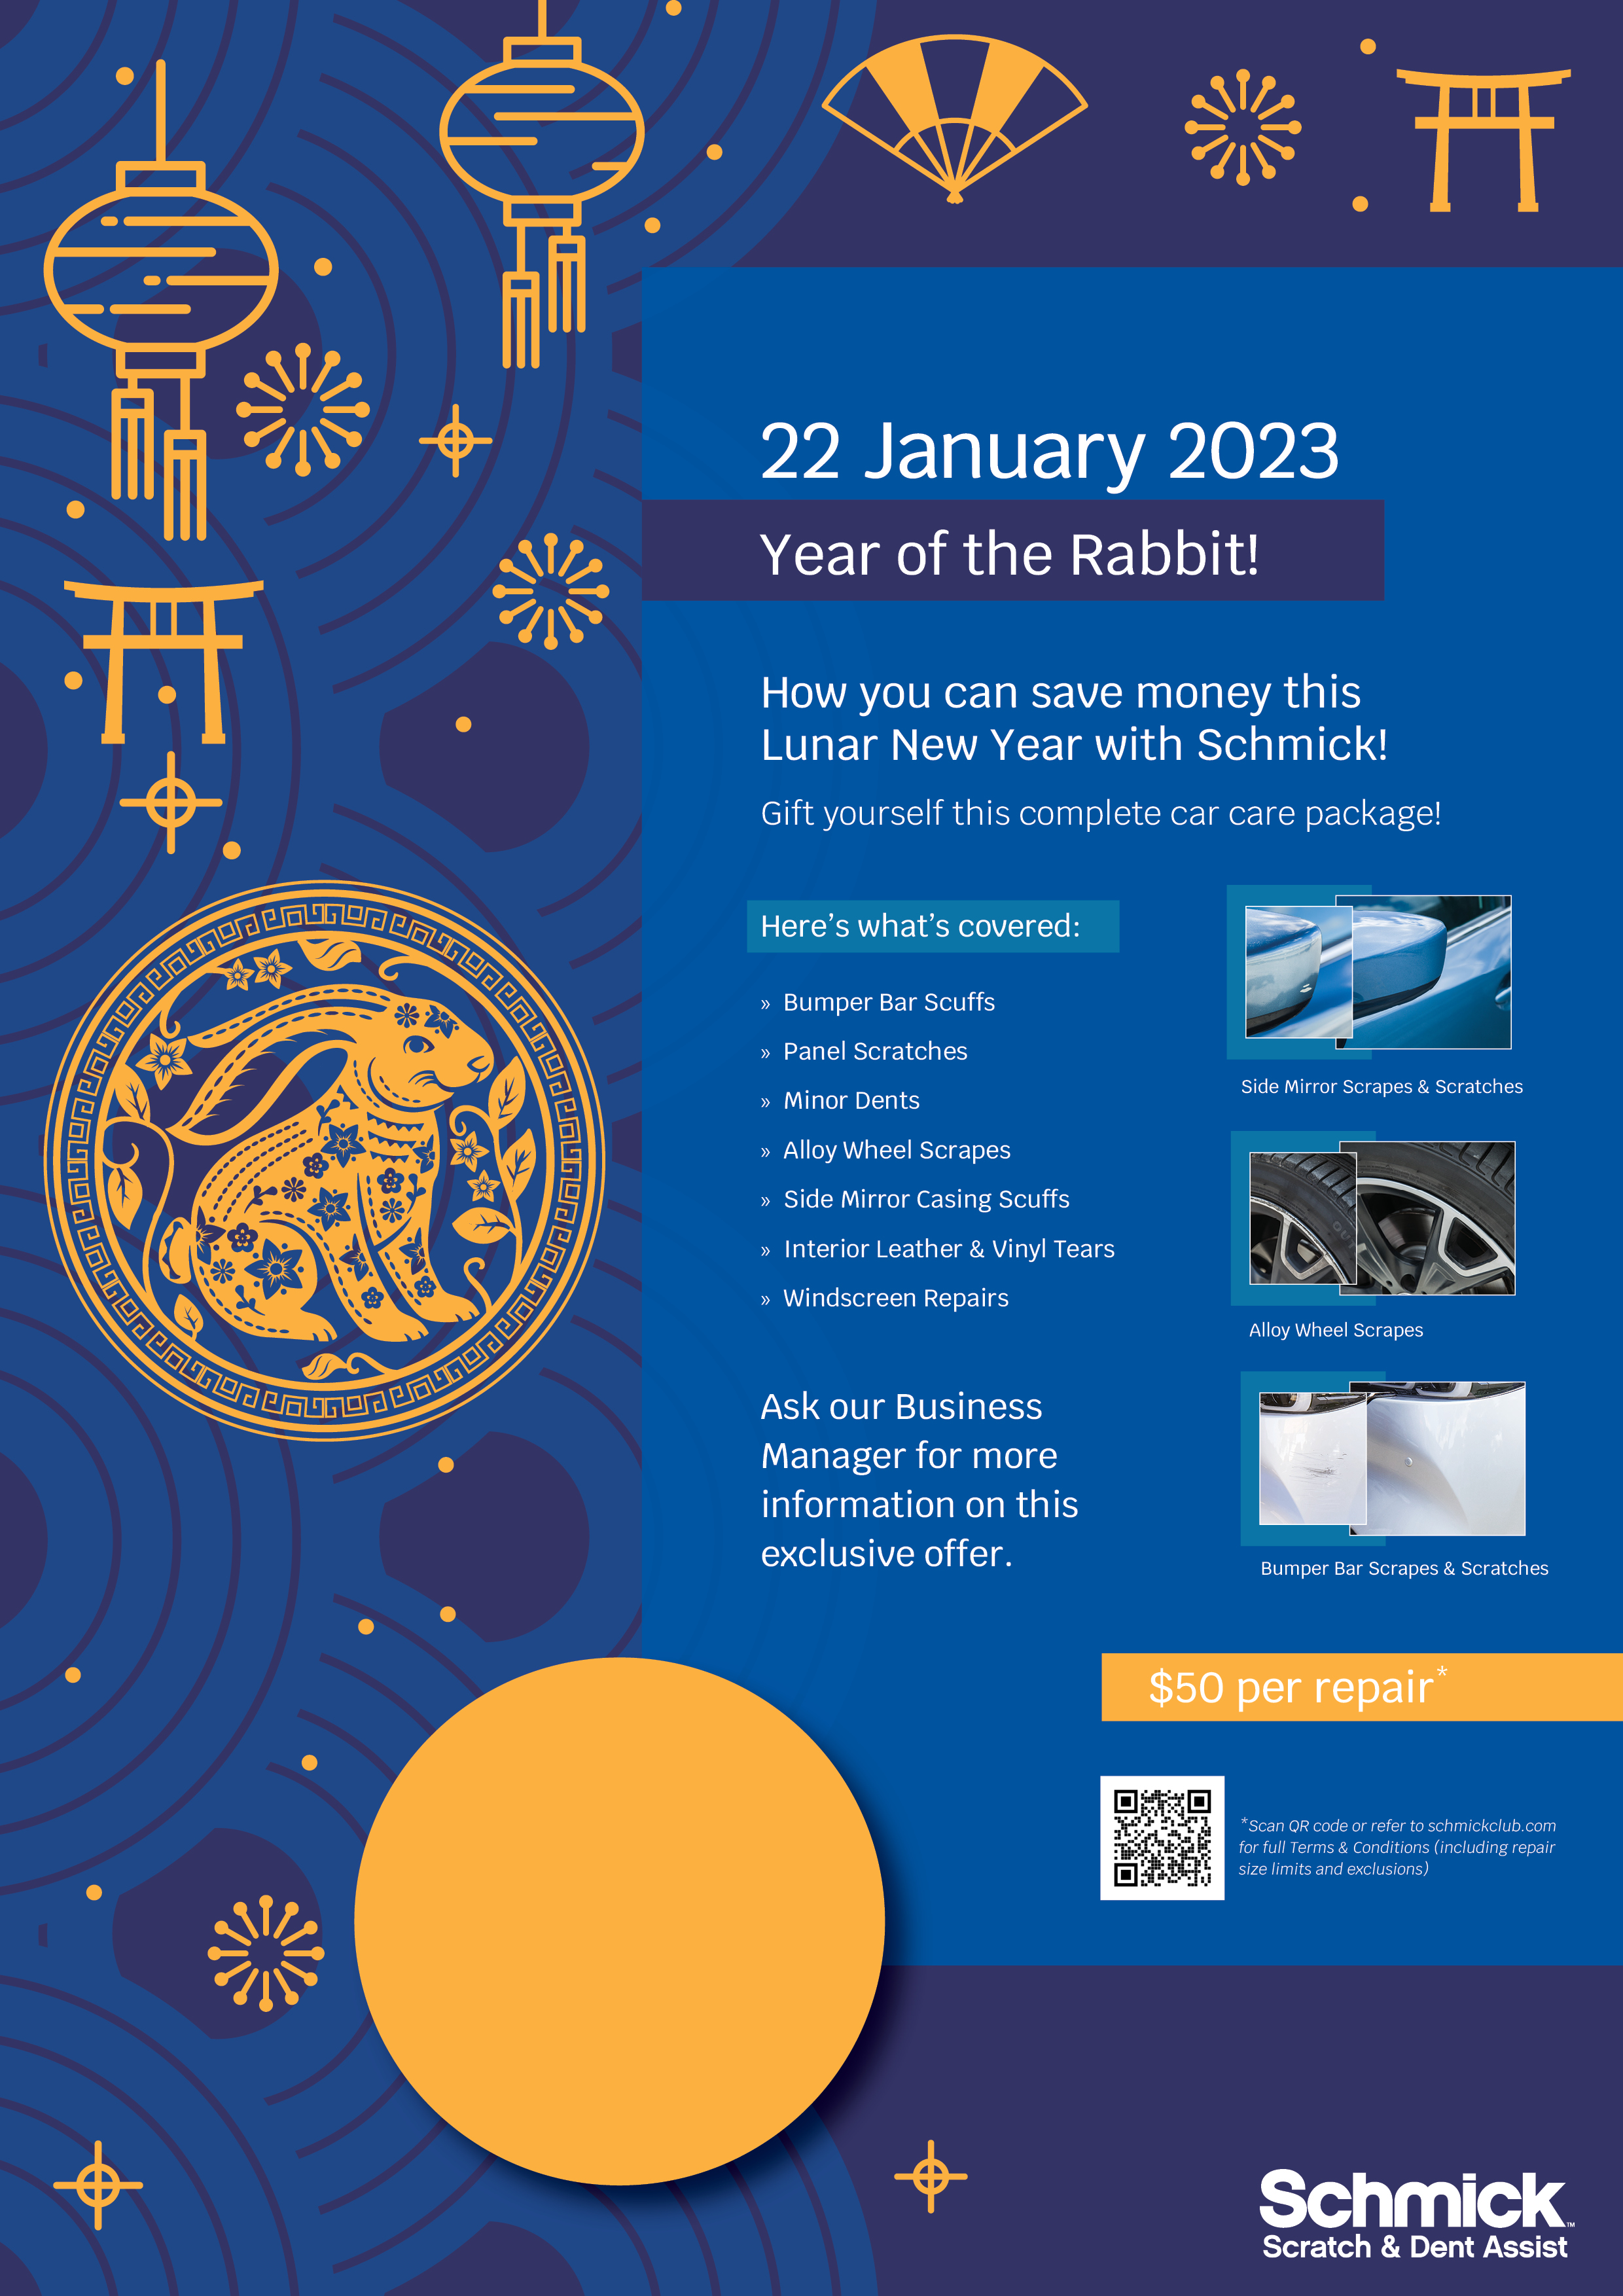 22 January 2023
Year of the Rabbit!
How you can save money this
Lunar New Year with Schmick!
Gift yourself this complete car care package!
Here's what's covered:
» Bumper Bar Scuffs
» Panel Scratches
» Minor Dents
» Alloy Wheel Scrapes
» Side Mirror Casing Scuffs
» Interior Leather & Vinyl Tears
» Windscreen Repairs
Side Mirror Scrapes & Scratches
Alloy Wheel Scrapes
Bumper Bar Scrapes & Scratches
Ask our Business
Manager for more
information on this
exclusive offer.
$50 per repair*
*Scan QR code or refer to schmickclub.com
for full Terms & Conditions (including repair
size limits and exclusions)
Schmick™
Scratch & Dent Assist